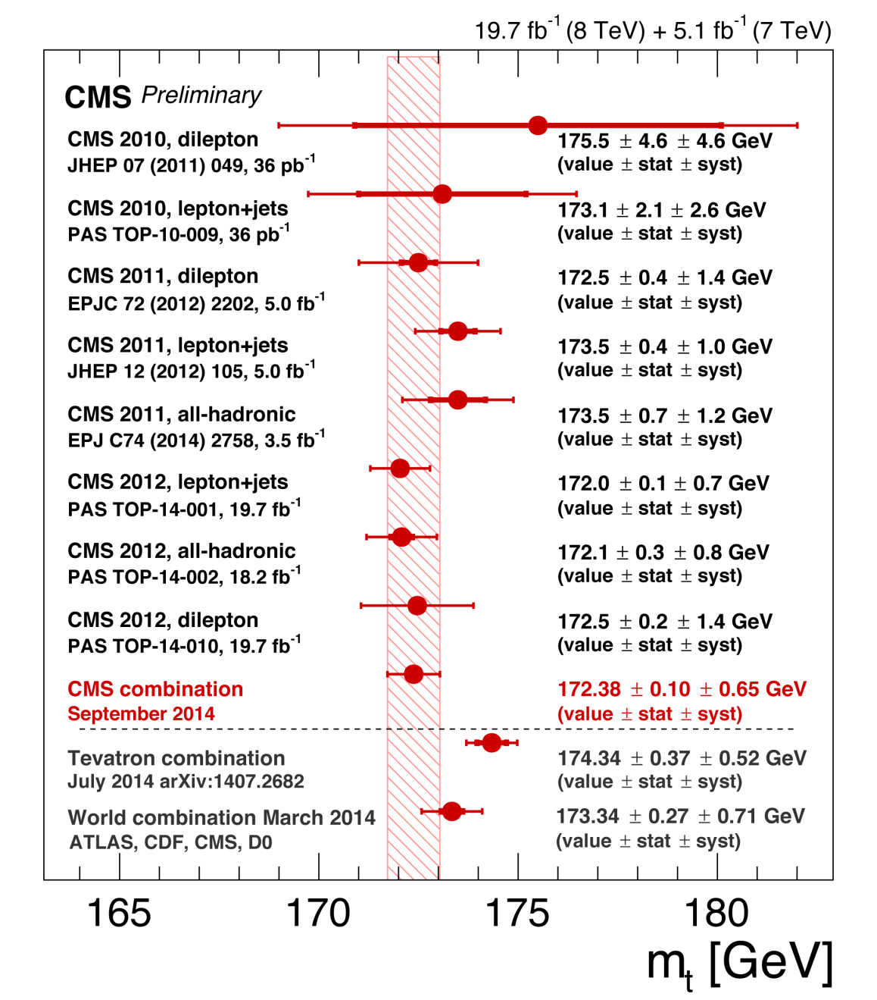 19.7 fb⁻¹ (8 TeV) + 5.1 fb⁻¹ (7 TeV)
CMS Preliminary
CMS 2010, dilepton
JHEP 07 (2011) 049, 36 pb⁻¹
175.5 ± 4.6 ± 4.6 GeV
(value ± stat ± syst)
CMS 2010, lepton+jets
PAS TOP-10-009, 36 pb⁻¹
173.1 ± 2.1 ± 2.6 GeV
(value ± stat ± syst)
CMS 2011, dilepton
EPJC 72 (2012) 2202, 5.0 fb⁻¹
172.5 ± 0.4 ± 1.4 GeV
(value ± stat ± syst)
CMS 2011, lepton+jets
JHEP 12 (2012) 105, 5.0 fb⁻¹
173.5 ± 0.4 ± 1.0 GeV
(value ± stat ± syst)
CMS 2011, all-hadronic
EPJ C74 (2014) 2758, 3.5 fb⁻¹
173.5 ± 0.7 ± 1.2 GeV
(value ± stat ± syst)
CMS 2012, lepton+jets
PAS TOP-14-001, 19.7 fb⁻¹
172.0 ± 0.1 ± 0.7 GeV
(value ± stat ± syst)
CMS 2012, all-hadronic
PAS TOP-14-002, 18.2 fb⁻¹
172.1 ± 0.3 ± 0.8 GeV
(value ± stat ± syst)
CMS 2012, dilepton
PAS TOP-14-010, 19.7 fb⁻¹
172.5 ± 0.2 ± 1.4 GeV
(value ± stat ± syst)
CMS combination
September 2014
172.38 ± 0.10 ± 0.65 GeV
(value ± stat ± syst)
Tevatron combination
July 2014 arXiv:1407.2682
174.34 ± 0.37 ± 0.52 GeV
(value ± stat ± syst)
World combination March 2014
ATLAS, CDF, CMS, D0
173.34 ± 0.27 ± 0.71 GeV
(value ± stat ± syst)
165 170 175 180
mₜ [GeV]